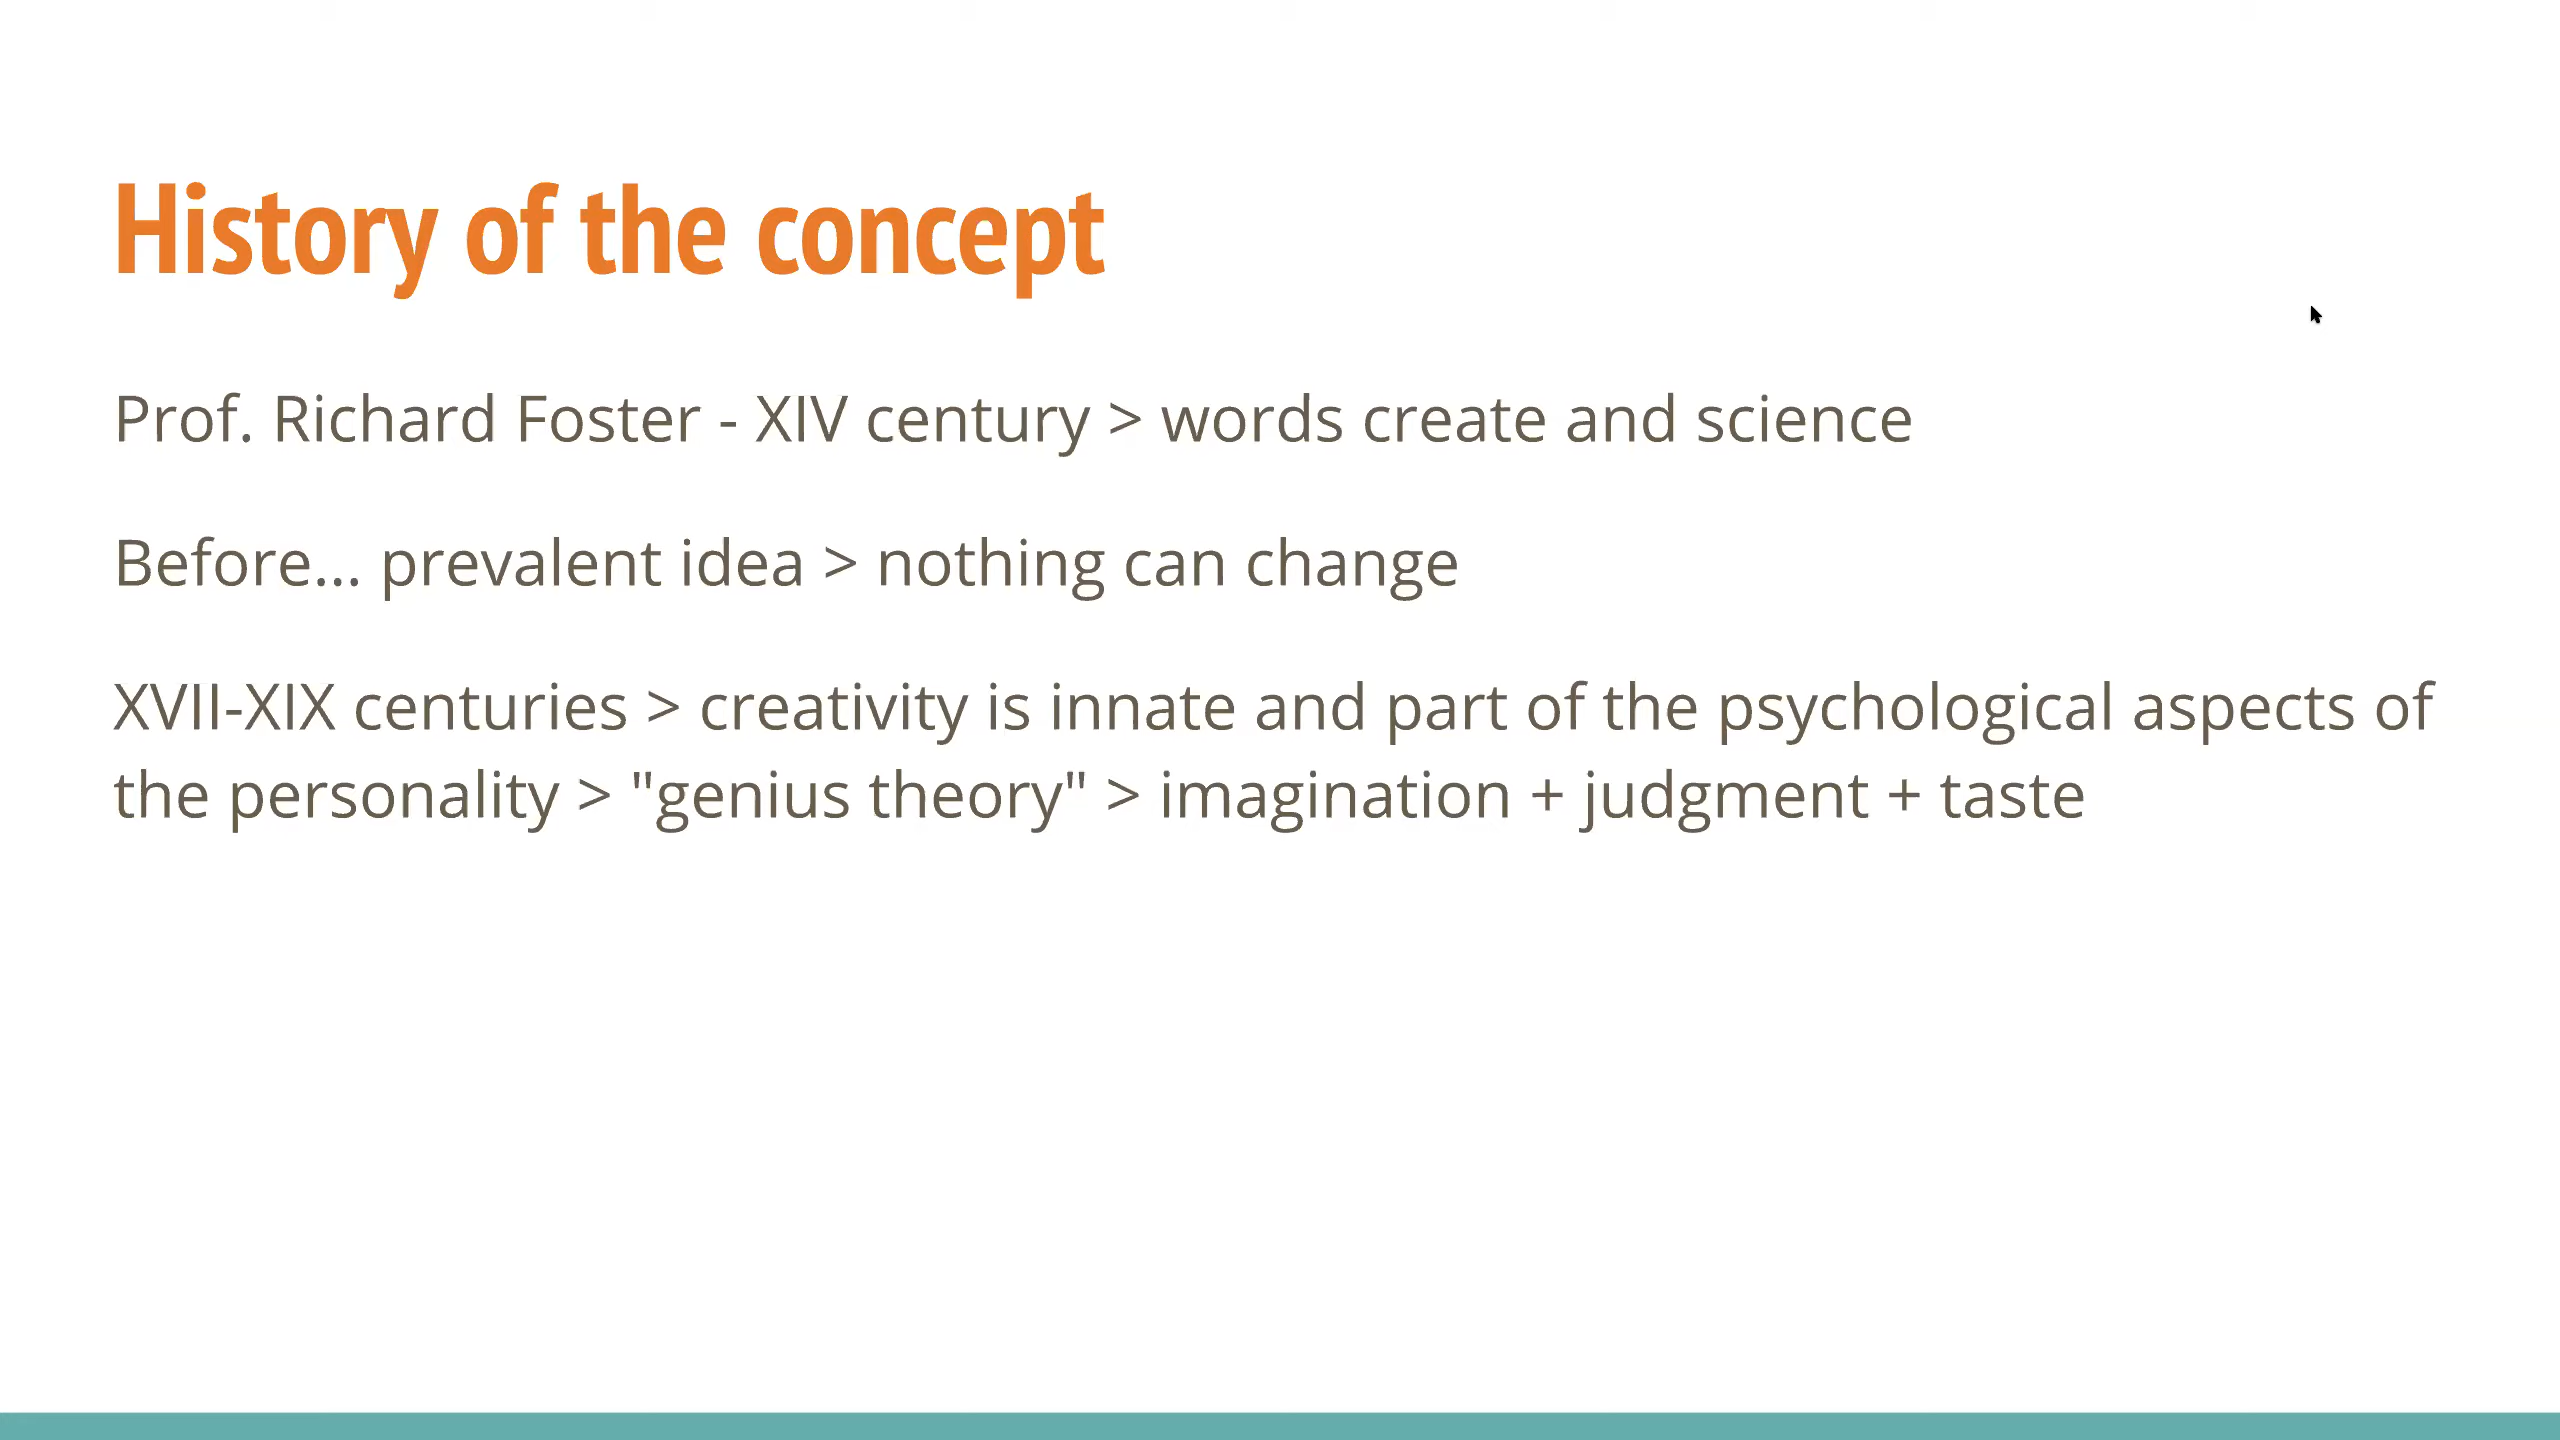 History of the concept
Prof. Richard Foster - XIV century > words create and science
Before... prevalent idea > nothing can change
XVII-XIX centuries > creativity is innate and part of the psychological aspects of
the personality > "genius theory" > imagination + judgment + taste